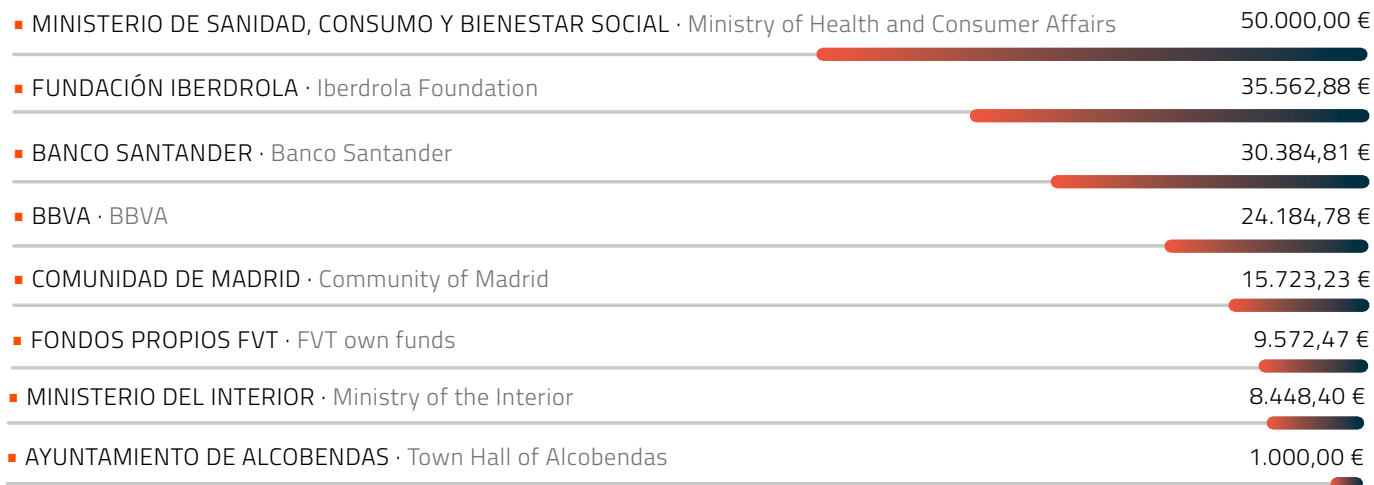 MINISTERIO DE SANIDAD, CONSUMO Y BIENESTAR SOCIAL · Ministry of Health and Consumer Affairs 50.000,00 €
FUNDACIÓN IBERDROLA · Iberdrola Foundation 35.562,88 €
BANCO SANTANDER · Banco Santander 30.384,81 €
BBVA · BBVA 24.184,78 €
COMUNIDAD DE MADRID · Community of Madrid 15.723,23 €
FONDOS PROPIOS FVT · FVT own funds 9.572,47 €
MINISTERIO DEL INTERIOR · Ministry of the Interior 8.448,40 €
AYUNTAMIENTO DE ALCOBENDAS · Town Hall of Alcobendas 1.000,00 €